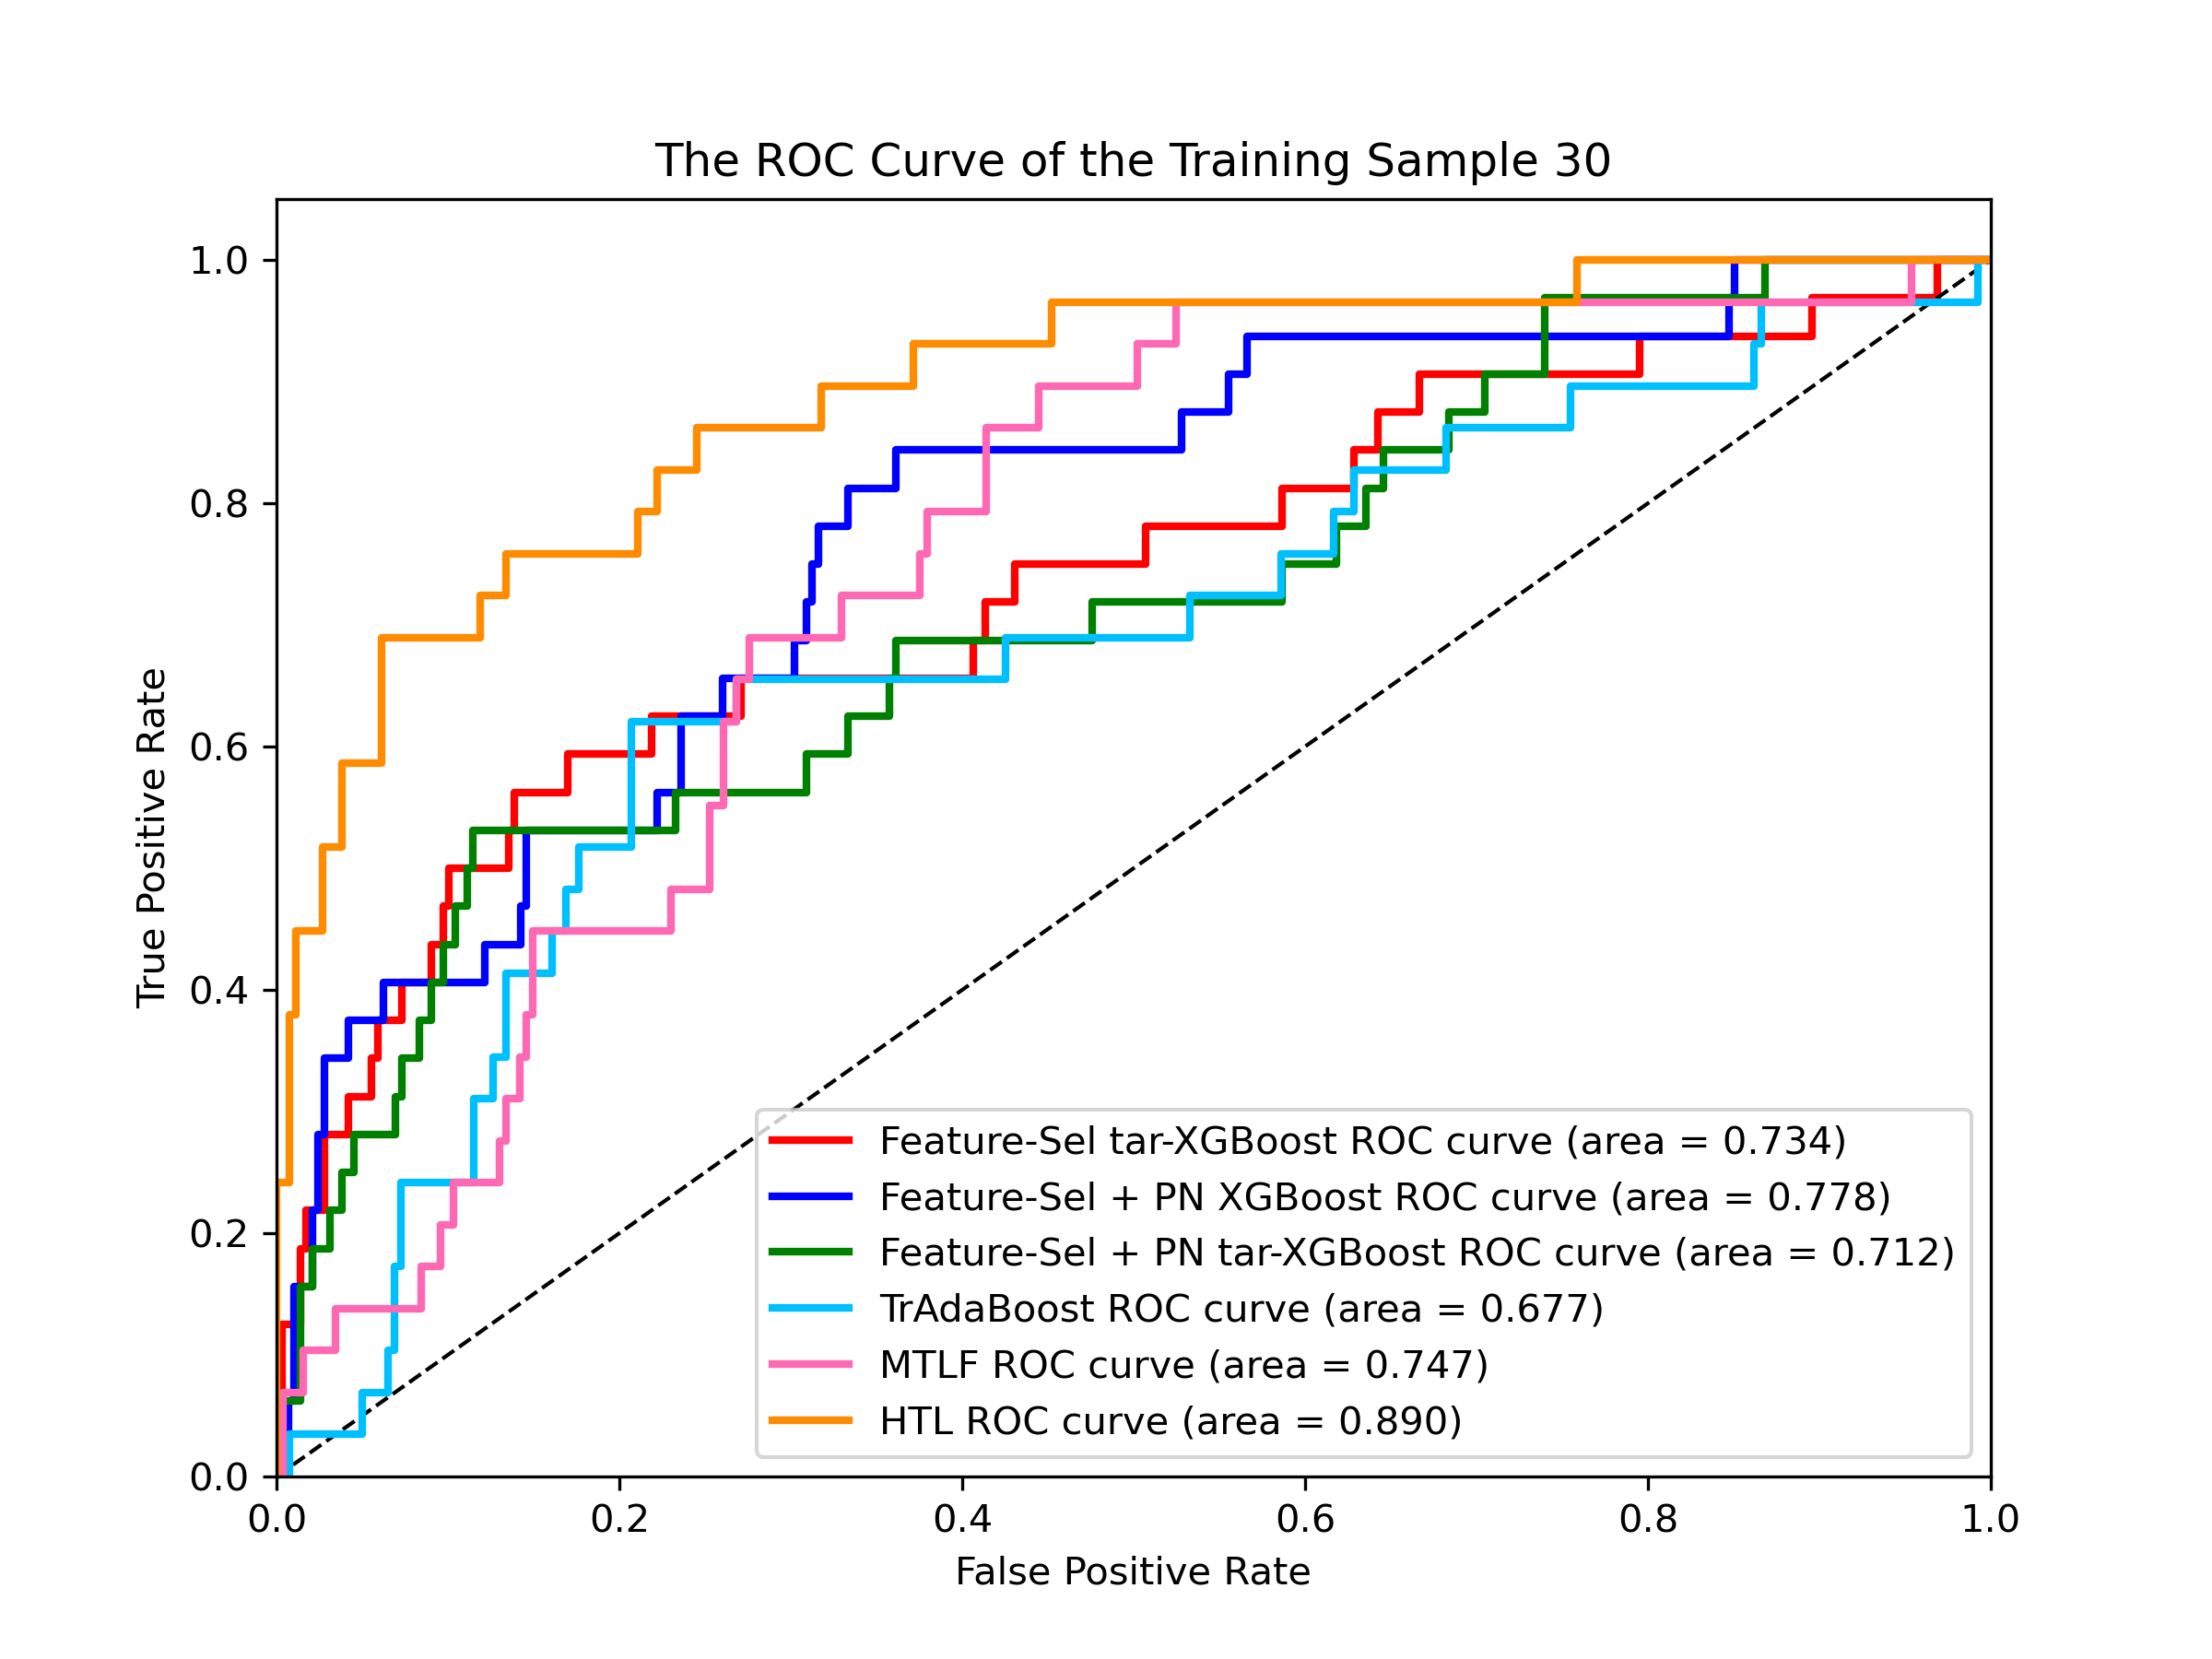 The ROC Curve of the Training Sample 30
True Positive Rate
1.0
0.8
0.6
0.4
0.2
0.0
0.0 0.2 0.4 0.6 0.8 1.0
False Positive Rate
Feature-Sel tar-XGBoost ROC curve (area = 0.734)
Feature-Sel + PN XGBoost ROC curve (area = 0.778)
Feature-Sel + PN tar-XGBoost ROC curve (area = 0.712)
TrAdaBoost ROC curve (area = 0.677)
MTLF ROC curve (area = 0.747)
HTL ROC curve (area = 0.890)